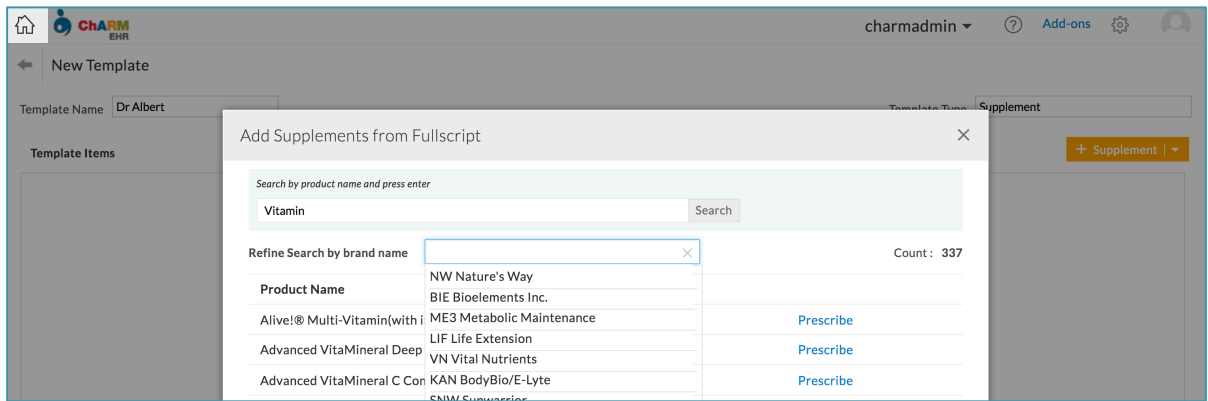 ChARM
EHR
charmadmin
?
Add-ons
New Template
Template Name
Dr Albert
Template Type
Supplement
Add Supplements from Fullscript
Template Items
+ Supplement
Search by product name and press enter
Vitamin
Search
Refine Search by brand name
Count : 337
NW Nature's Way
Product Name
BIE Bioelements Inc.
Alive!® Multi-Vitamin(with i
ME3 Metabolic Maintenance
Prescribe
LIF Life Extension
Advanced VitaMineral Deep
Prescribe
VN Vital Nutrients
Advanced VitaMineral C Com
KAN BodyBio/E-Lyte
Prescribe
SNW Sunwarrior